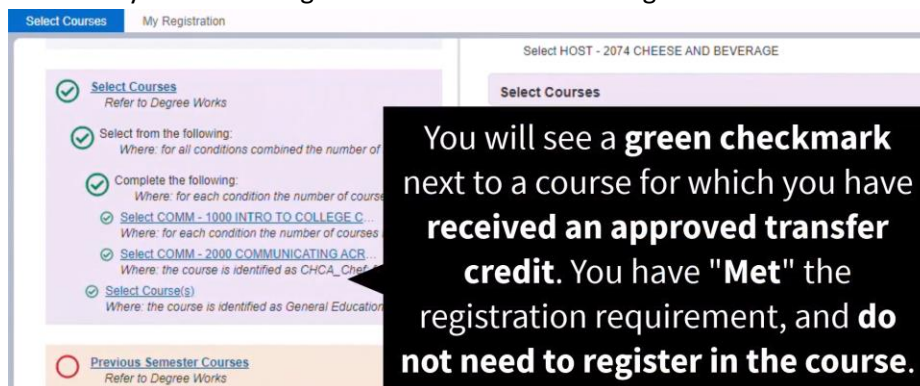 Select Courses
My Registration
Select HOST - 2074 CHEESE AND BEVERAGE
Select Courses
Refer to Degree Works
Select from the following:
Where: for all conditions combined the number of
Complete the following:
Where: for each condition the number of course
Select COMM - 1000 INTRO TO COLLEGE C...
Where: for each condition the number of courses
Select COMM - 2000 COMMUNICATING ACR...
Where: the course is identified as CHCA_Chef:
Select Course(s)
Where: the course is identified as General Education
Previous Semester Courses
Refer to Degree Works
Select Courses
You will see a green checkmark
next to a course for which you have
received an approved transfer
credit. You have "Met" the
registration requirement, and do
not need to register in the course.